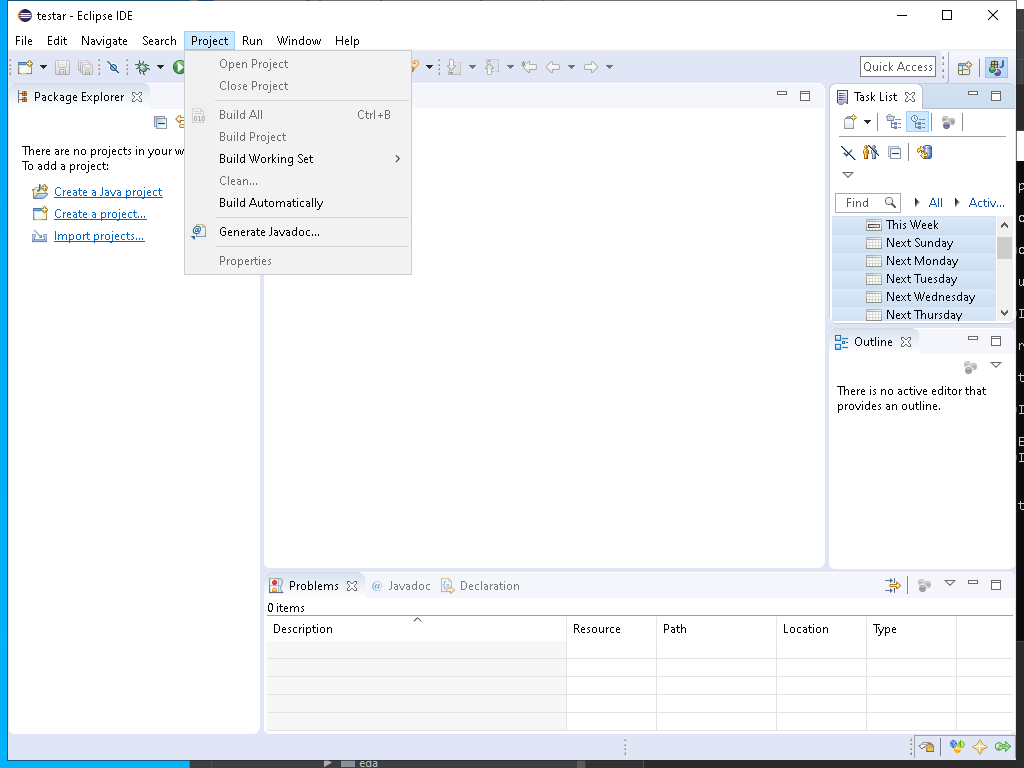 testar - Eclipse IDE
File Edit Navigate Search Project Run Window Help
Quick Access
Package Explorer
There are no projects in your w
To add a project:
Create a Java project
Create a project...
Import projects...
Open Project
Close Project
Build All Ctrl+B
Build Project
Build Working Set
Clean...
Build Automatically
Generate Javadoc...
Properties
Task List
Find All Activ...
This Week
Next Sunday
Next Monday
Next Tuesday
Next Wednesday
Next Thursday
Outline
There is no active editor that
provides an outline.
Problems Javadoc Declaration
0 items
Description Resource Path Location Type
eda